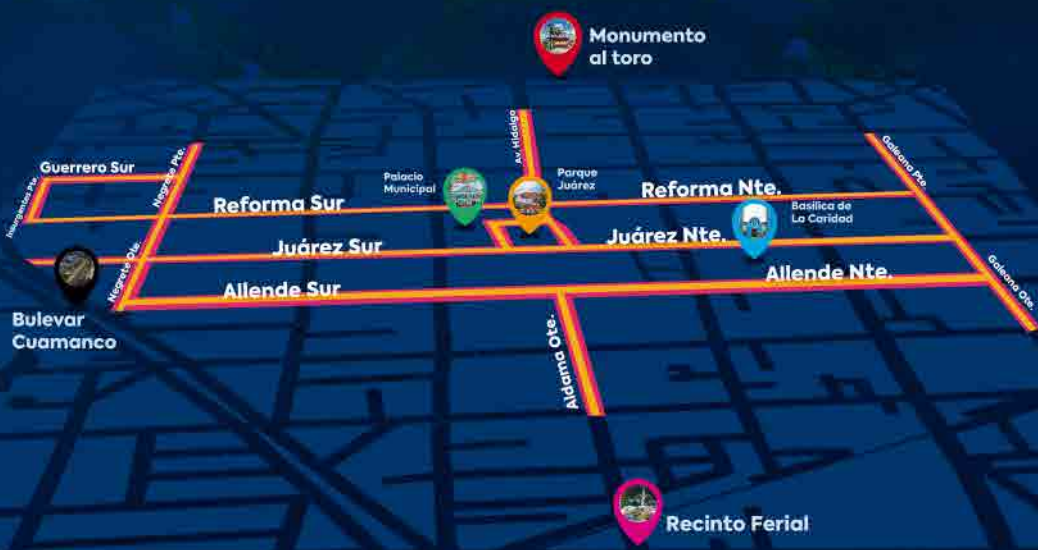 Monumento
al toro
Av. Hidalgo
Guerrero Sur
Negrete Pte.
Galeana Pte.
Insurgentes Pte.
Palacio
Municipal
Parque
Juárez
Reforma Sur
Reforma Nte.
Basílica de
La Caridad
Juárez Sur
Juárez Nte.
Negrete Ote.
Allende Sur
Allende Nte.
Galeana Ote.
Bulevar
Cuamanco
Aldama Ote.
Recinto Ferial